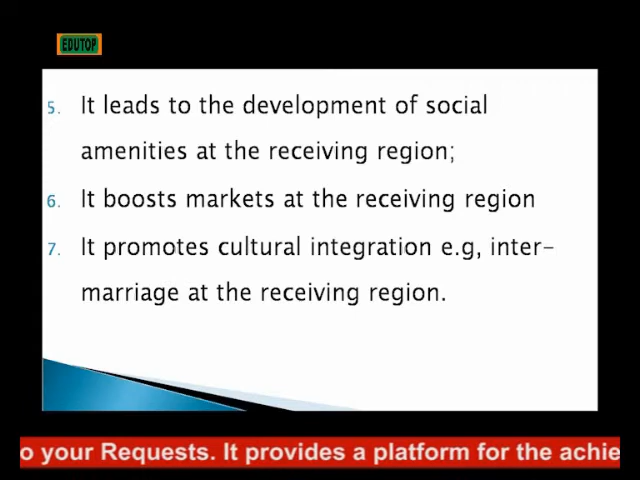 EDUTOP
5. It leads to the development of social
amenities at the receiving region;
6. It boosts markets at the receiving region
7. It promotes cultural integration e.g, inter-
marriage at the receiving region.
o your Requests. It provides a platform for the achie